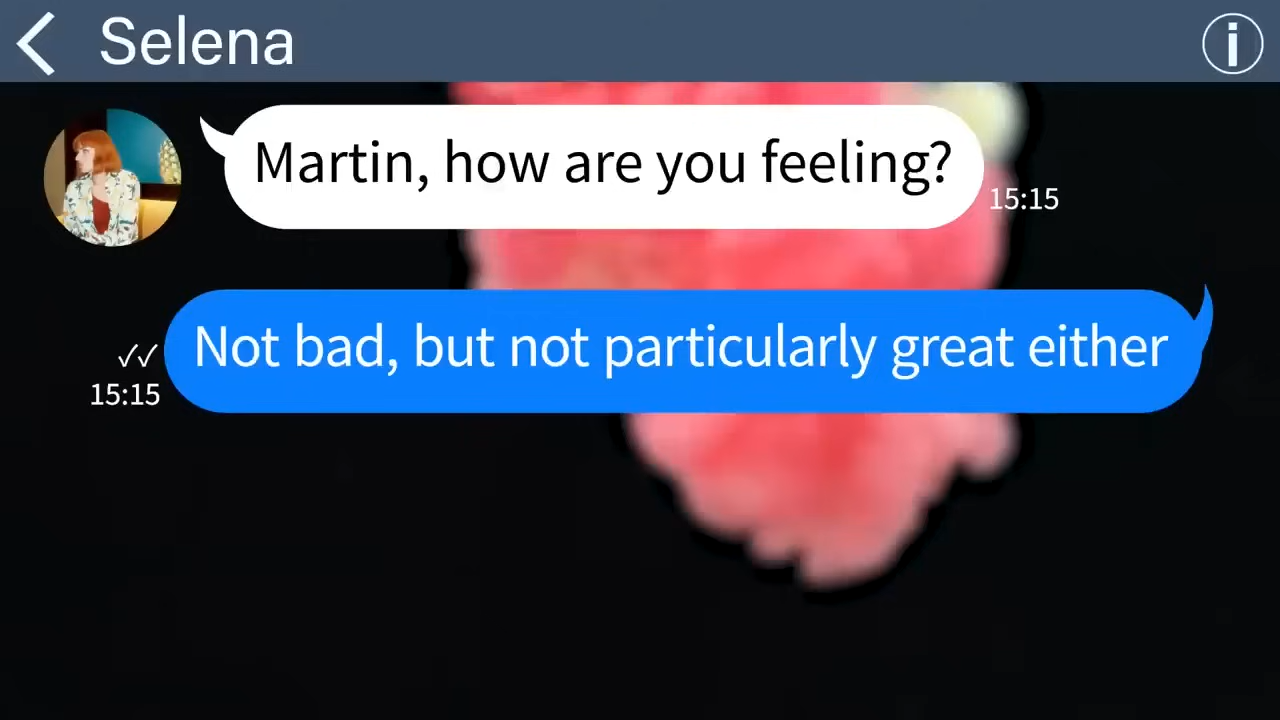 Selena
Martin, how are you feeling?
15:15
Not bad, but not particularly great either
15:15